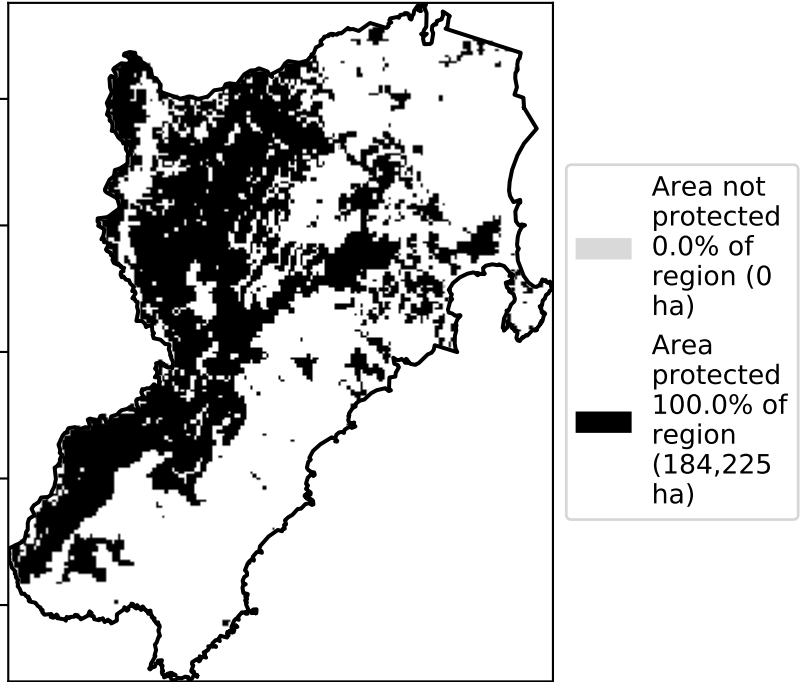 Area not
protected
0.0% of
region (0
ha)
Area
protected
100.0% of
region
(184,225
ha)